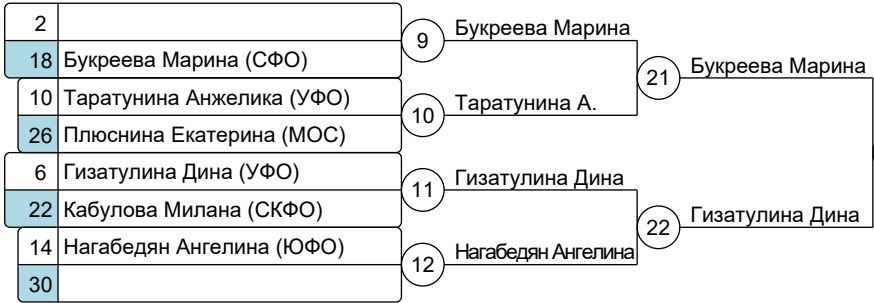 2
9
Букреева Марина
18 Букреева Марина (СФО)
21
Букреева Марина
10 Таратунина Анжелика (УФО)
10
Таратунина А.
26 Плюснина Екатерина (МОС)
6 Гизатулина Дина (УФО)
11
Гизатулина Дина
22 Кабулова Милана (СКФО)
22
Гизатулина Дина
14 Нагабедян Ангелина (ЮФО)
12
Нагабедян Ангелина
30